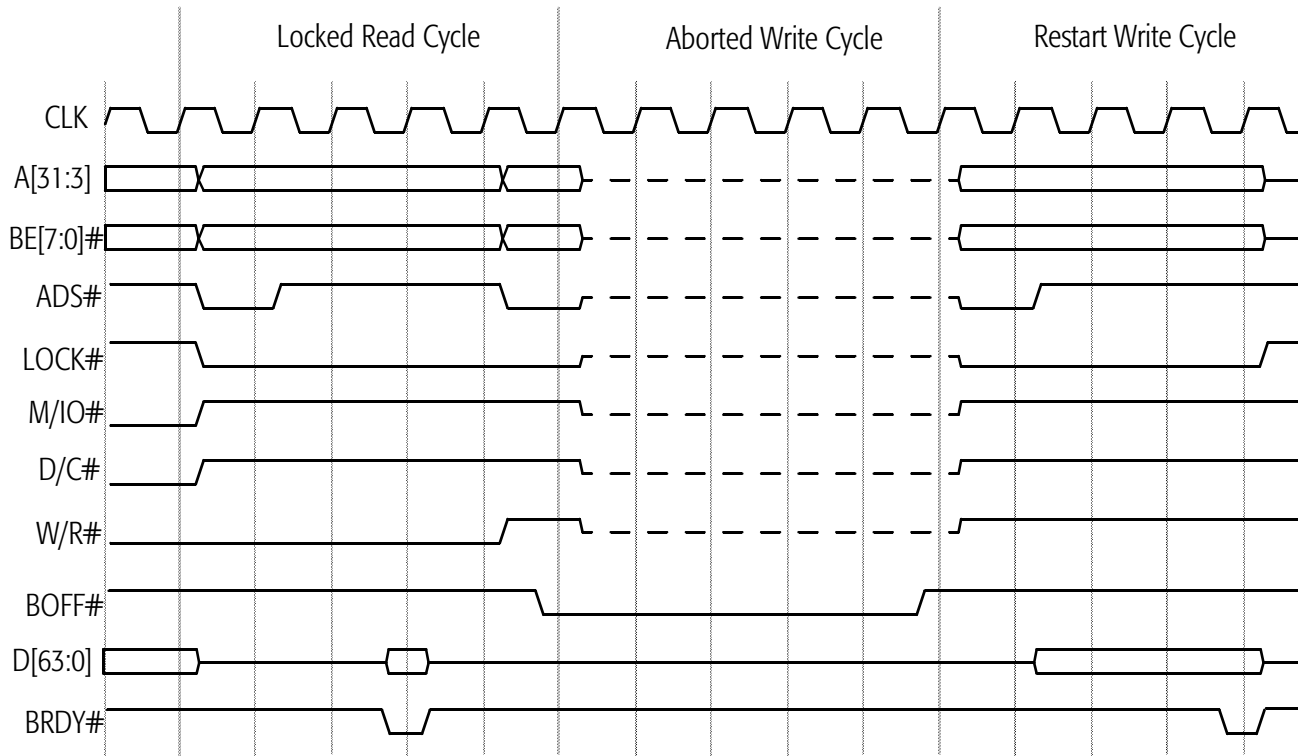 Locked Read Cycle Aborted Write Cycle Restart Write Cycle
CLK
A[31:3]
BE[7:0]#
ADS#
LOCK#
M/IO#
D/C#
W/R#
BOFF#
D[63:0]
BRDY#